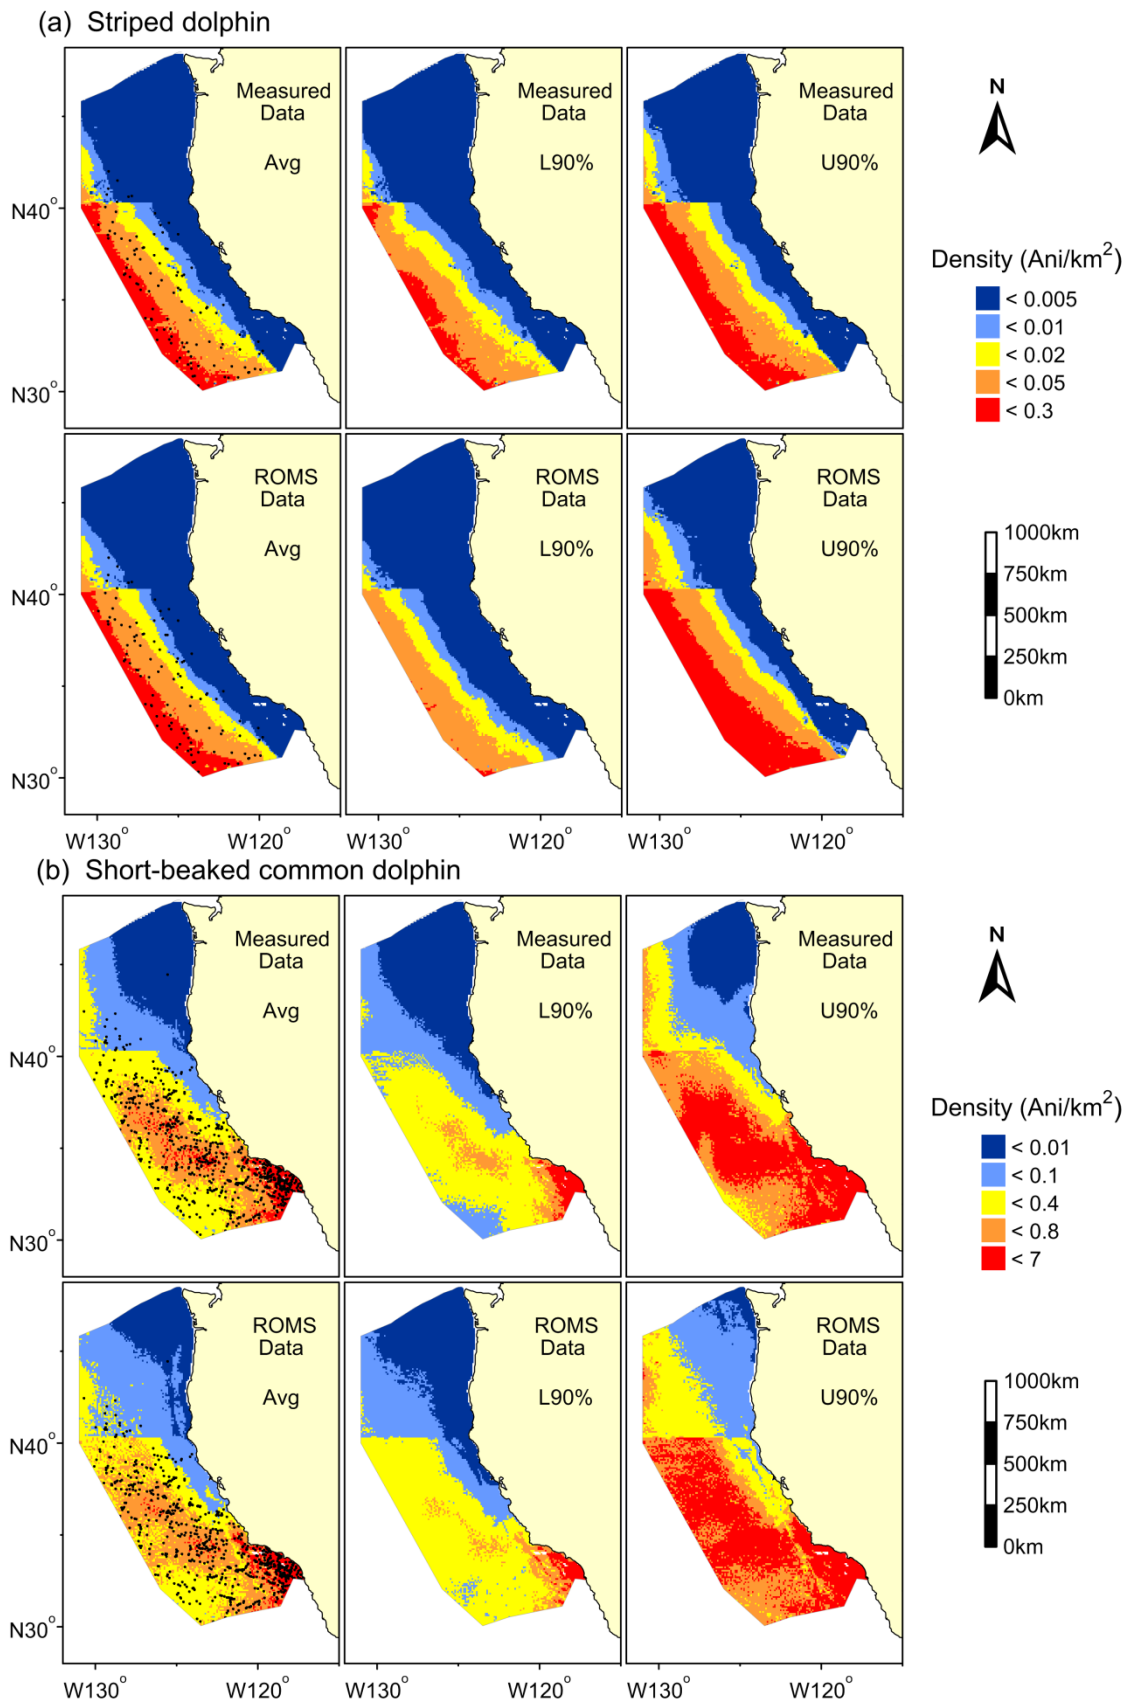 (a) Striped dolphin
Measured
Data
Avg
Measured
Data
L90%
Measured
Data
U90%
N
N40°
N30°
Density (Ani/km²)
< 0.005
< 0.01
< 0.02
< 0.05
< 0.3
ROMS
Data
Avg
ROMS
Data
L90%
ROMS
Data
U90%
N40°
N30°
1000km
750km
500km
250km
0km
W130° W120° W130° W120° W130° W120°
(b) Short-beaked common dolphin
Measured
Data
Avg
Measured
Data
L90%
Measured
Data
U90%
N
N40°
N30°
Density (Ani/km²)
< 0.01
< 0.1
< 0.4
< 0.8
< 7
ROMS
Data
Avg
ROMS
Data
L90%
ROMS
Data
U90%
N40°
N30°
1000km
750km
500km
250km
0km
W130° W120° W130° W120° W130° W120°